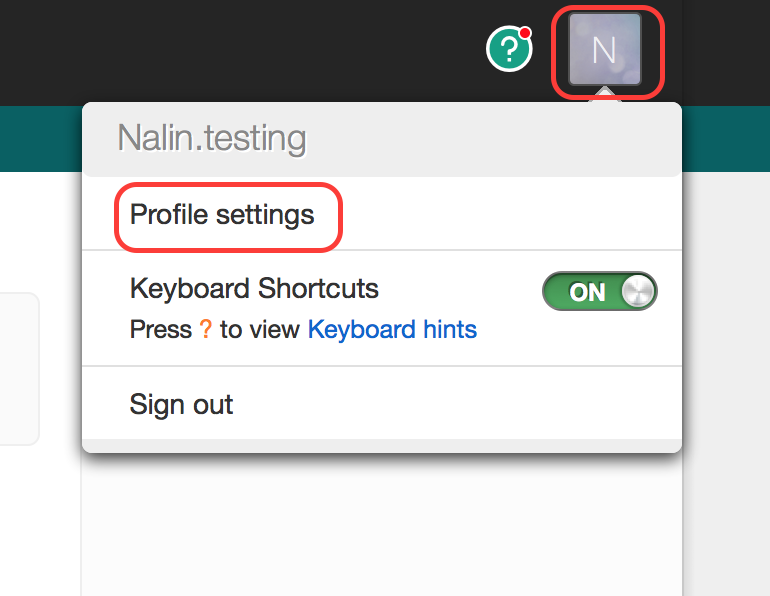 ?
N
Nalin.testing
Profile settings
Keyboard Shortcuts
ON
Press ? to view Keyboard hints
Sign out